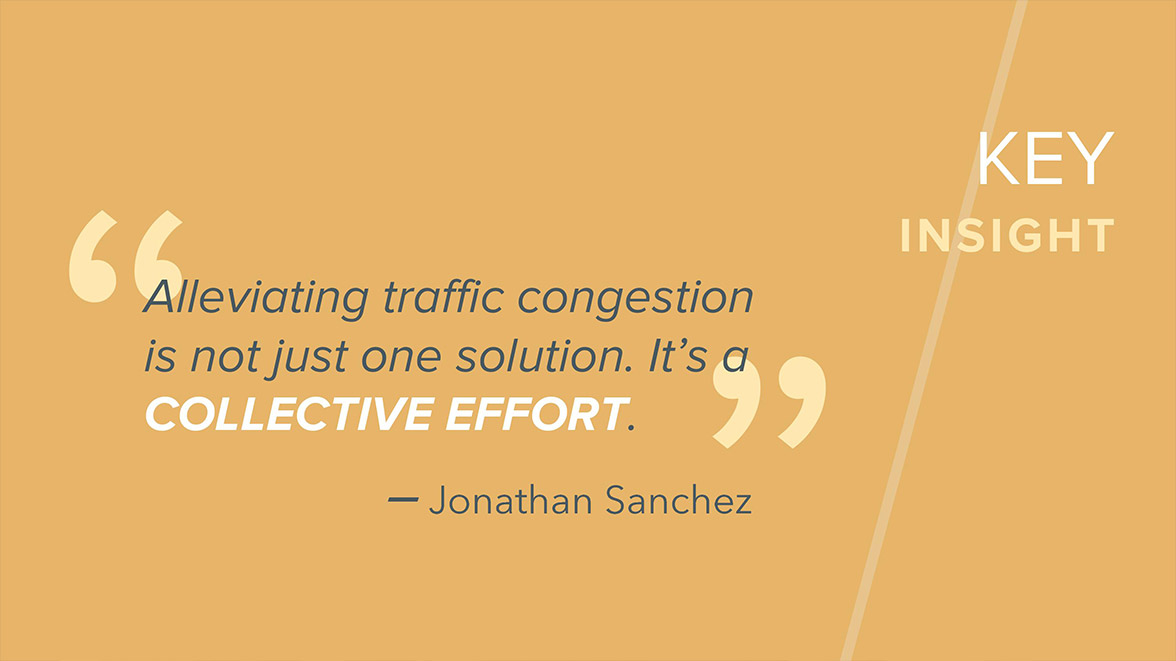 KEY
INSIGHT
“Alleviating traffic congestion
is not just one solution. It’s a
COLLECTIVE EFFORT.”
— Jonathan Sanchez